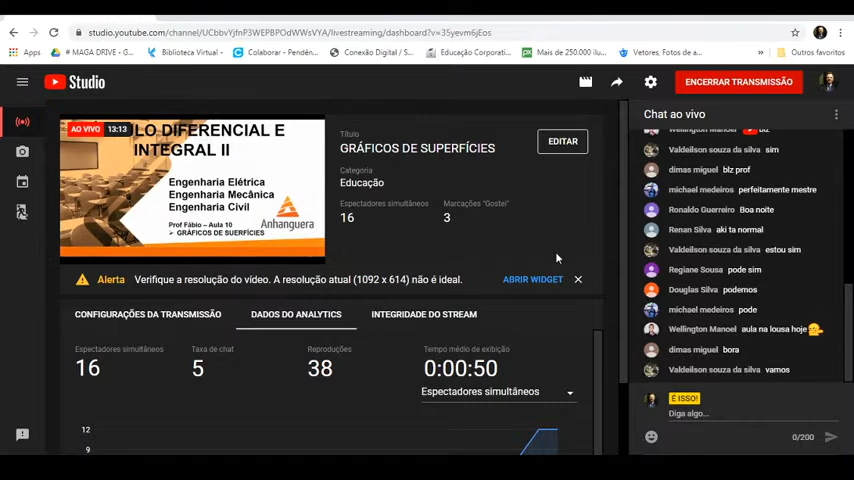 studio.youtube.com/channel/UCbbvYjfnP3WEPBPOdWWsVYA/livestreaming/dashboard?v=35yevm6jEos
Apps
# MAGA DRIVE - G...
Biblioteca Virtual -
Colaborar - Pendên...
Conexão Digital / S...
Educação Corporati...
Mais de 250.000 ilu...
Vetores, Fotos de a...
»
Outros favoritos
Studio
ENCERRAR TRANSMISSÃO
AO VIVO 13:13
ULO DIFERENCIAL E
INTEGRAL II
Engenharia Elétrica
Engenharia Mecânica
Engenharia Civil
Prof Fábio – Aula 10
➢ GRÁFICOS DE SUERFÍCIES
Anhanguera
Título
GRÁFICOS DE SUPERFÍCIES
EDITAR
Categoria
Educação
Espectadores simultâneos
16
Marcações "Gostei"
3
Alerta Verifique a resolução do vídeo. A resolução atual (1092 x 614) não é ideal.
ABRIR WIDGET
CONFIGURAÇÕES DA TRANSMISSÃO
DADOS DO ANALYTICS
INTEGRIDADE DO STREAM
Espectadores simultâneos
16
Taxa de chat
5
Reproduções
38
Tempo médio de exibição
0:00:50
Espectadores simultâneos
12
9
Chat ao vivo
Wellington Manoel blz
Valdeilson souza da silva sim
dimas miguel blz prof
michael medeiros perfeitamente mestre
Ronaldo Guerreiro Boa noite
Renan Silva aki ta normal
Valdeilson souza da silva estou sim
Regiane Sousa pode sim
Douglas Silva podemos
michael medeiros pode
Wellington Manoel aula na lousa hoje
dimas miguel bora
Valdeilson souza da silva vamos
É ISSO!
Diga algo...
0/200